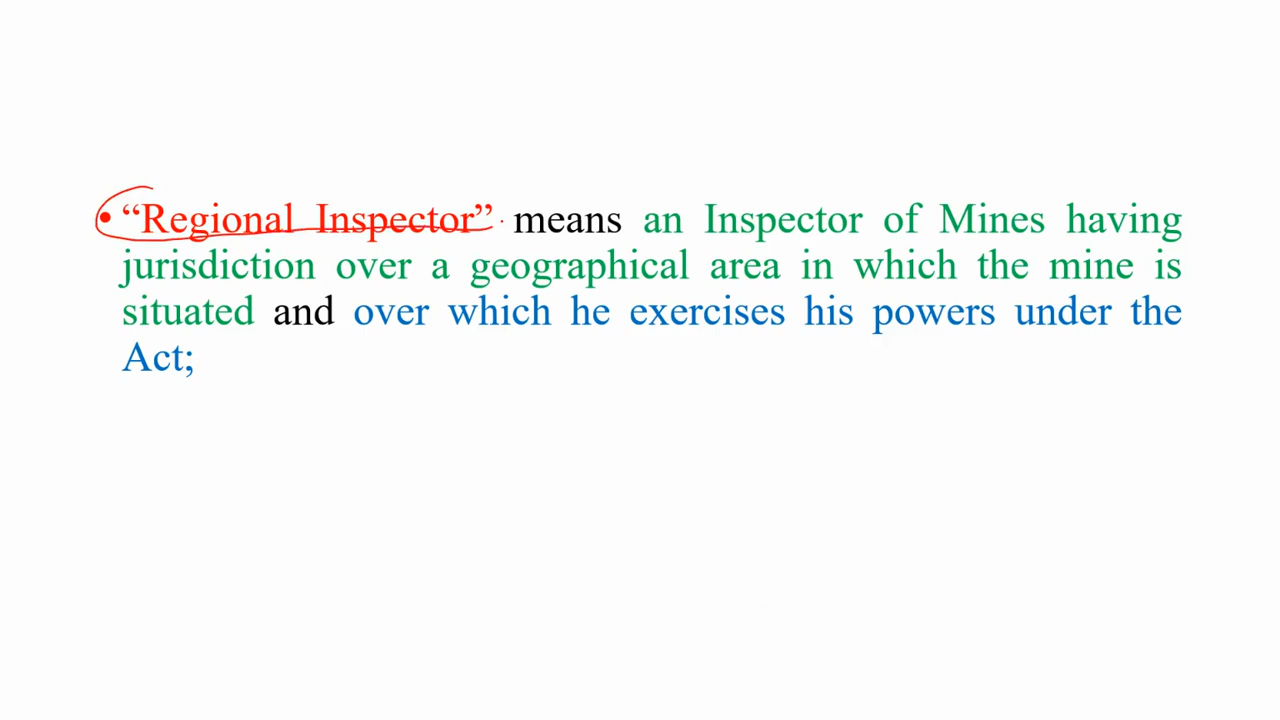 • “Regional Inspector” means an Inspector of Mines having
jurisdiction over a geographical area in which the mine is
situated and over which he exercises his powers under the
Act;